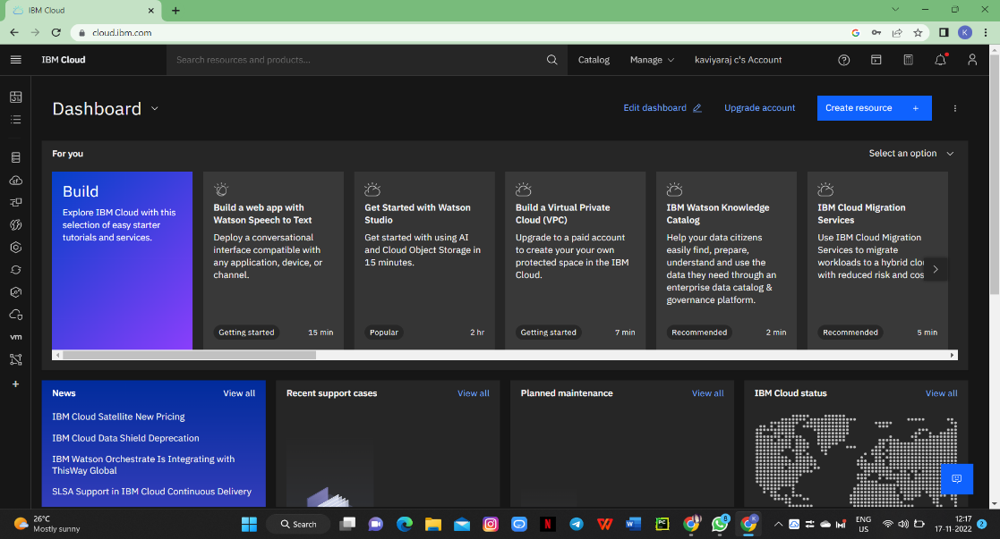 IBM Cloud
cloud.ibm.com
K
IBM Cloud
Search resources and products...
Catalog
Manage
kaviyaraj c's Account
Dashboard
Edit dashboard
Upgrade account
Create resource +
For you
Select an option
Build
Explore IBM Cloud with this
selection of easy starter
tutorials and services.
Build a web app with
Watson Speech to Text
Deploy a conversational
interface compatible with
any application, device, or
channel.
Getting started
15 min
Get Started with Watson
Studio
Get started with using AI
and Cloud Object Storage in
15 minutes.
Popular
2 hr
Build a Virtual Private
Cloud (VPC)
Upgrade to a paid account
to create your your own
protected space in the IBM
Cloud.
Getting started
7 min
IBM Watson Knowledge
Catalog
Help your data citizens
easily find, prepare,
understand and use the
data they need through an
enterprise data catalog &
governance platform.
Recommended
2 min
IBM Cloud Migration
Services
Use IBM Cloud Migration
Services to migrate
workloads to a hybrid clou
with reduced risk and cos
Recommended
5 min
vm
News
View all
IBM Cloud Satellite New Pricing
IBM Cloud Data Shield Deprecation
IBM Watson Orchestrate Is Integrating with
ThisWay Global
SLSA Support in IBM Cloud Continuous Delivery
Recent support cases
View all
Planned maintenance
View all
IBM Cloud status
View all
26°C
Mostly sunny
Search
ENG
US
12:17
17-11-2022
2